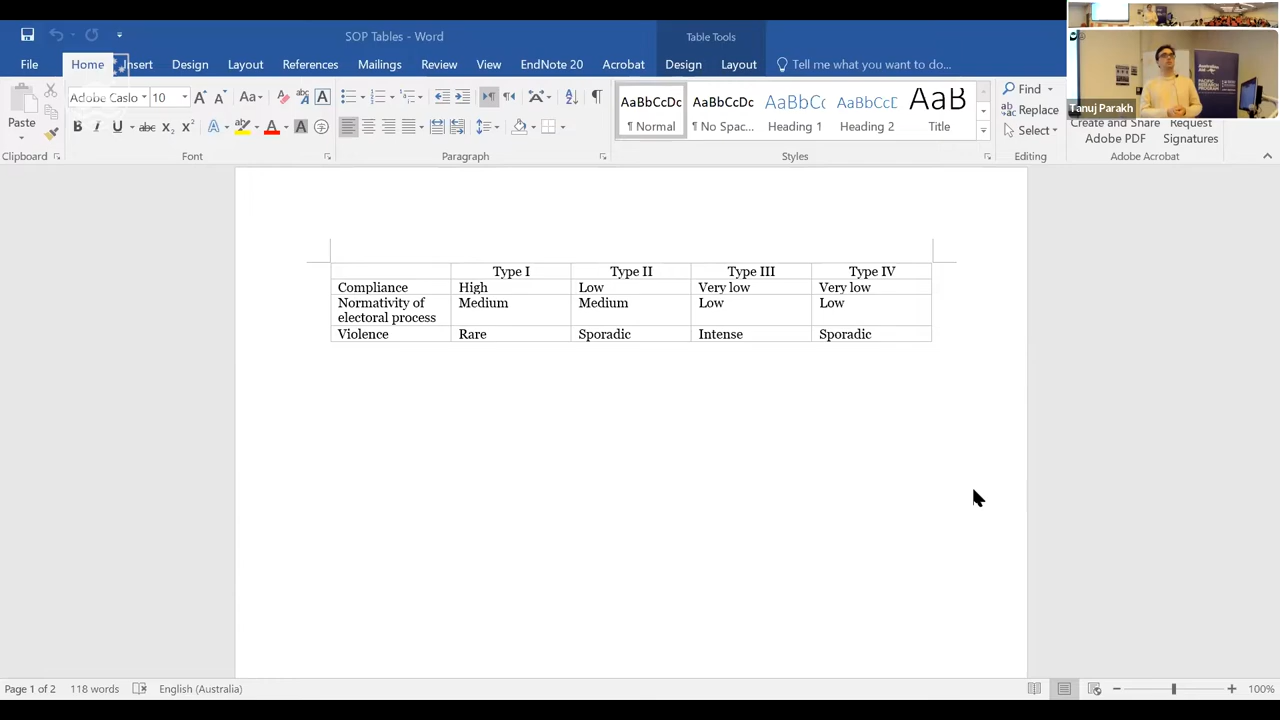 SOP Tables - Word
Table Tools
File Home Insert Design Layout References Mailings Review View EndNote 20 Acrobat Design Layout Tell me what you want to do...
Paste
Adobe Caslo 10
Clipboard
Font
Paragraph
AaBbCcDc AaBbCcDc AaBbCc AaBbCcD AaB
¶ Normal ¶ No Spac... Heading 1 Heading 2 Title
Styles
Find
Replace
Select
Editing
Tanuj Parakh
Create and Share Request
Adobe PDF Signatures
Adobe Acrobat
Type I Type II Type III Type IV
Compliance High Low Very low Very low
Normativity of Medium Medium Low Low
electoral process
Violence Rare Sporadic Intense Sporadic
Page 1 of 2 118 words English (Australia) 100%